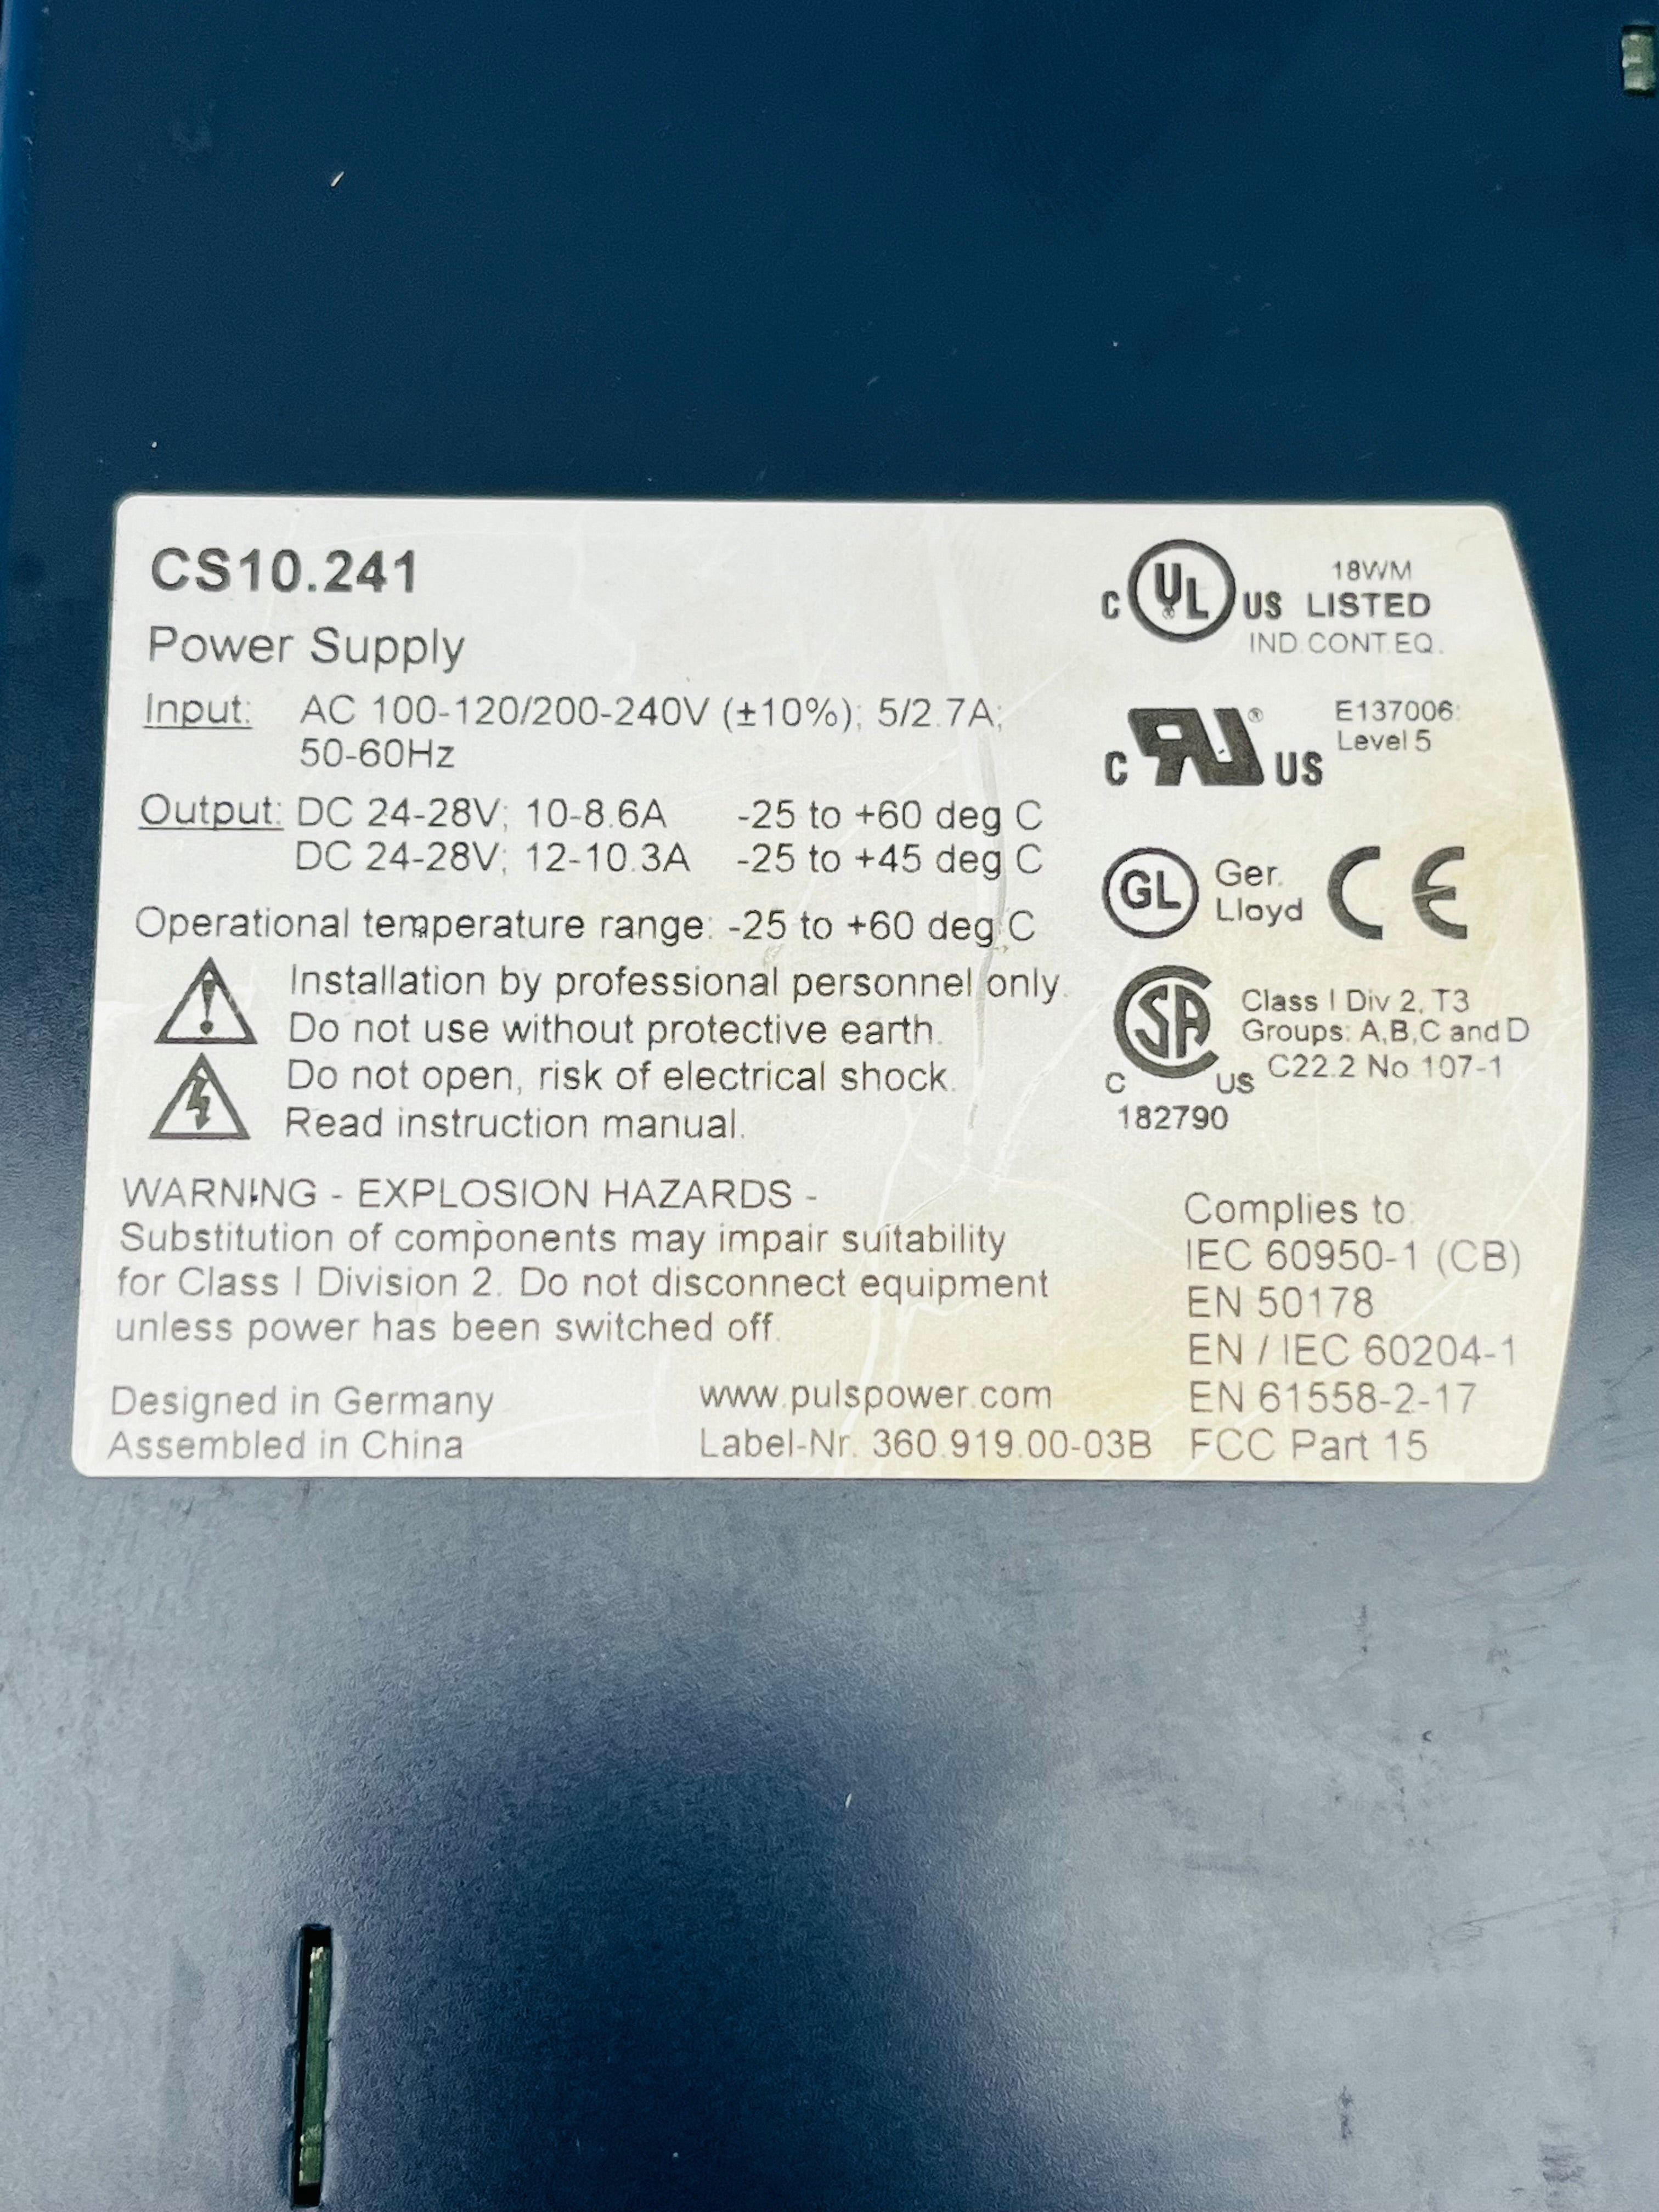 CS10.241
Power Supply
Input: AC 100-120/200-240V (±10%); 5/2.7A;
50-60Hz
Output: DC 24-28V; 10-8.6A -25 to +60 deg C
DC 24-28V; 12-10.3A -25 to +45 deg C
Operational temperature range: -25 to +60 deg C
Installation by professional personnel only.
Do not use without protective earth.
Do not open, risk of electrical shock.
Read instruction manual.
WARNING - EXPLOSION HAZARDS -
Substitution of components may impair suitability
for Class I Division 2. Do not disconnect equipment
unless power has been switched off.
Designed in Germany
Assembled in China
www.pulspower.com
Label-Nr. 360.919.00-03B
C UL ® US 18WM
LISTED
IND.CONT.EQ.
C RU ® US E137006;
Level 5
GL Ger.
Lloyd CE
SA Class I Div 2, T3
Groups: A,B,C and D
C US C22.2 No 107-1
182790
Complies to:
IEC 60950-1 (CB)
EN 50178
EN / IEC 60204-1
EN 61558-2-17
FCC Part 15